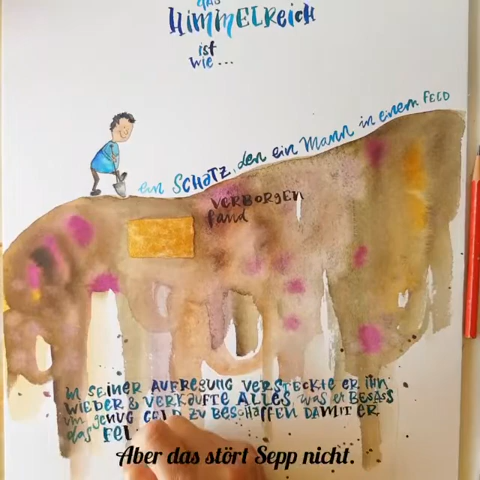 das
HiMMELReich
ist
wie...
ein SCHATZ, den ein Mann in einem FELD
VERBORGEN
fand
in SEINER AUFREGUNG VERSTECKTE ER ihn
WIEDER & VERKAUFTE ALLES was er BESASS
um genug GELD ZU BESCHAFFEN DAMIT ER
das FEL
Aber das stört Sepp nicht.